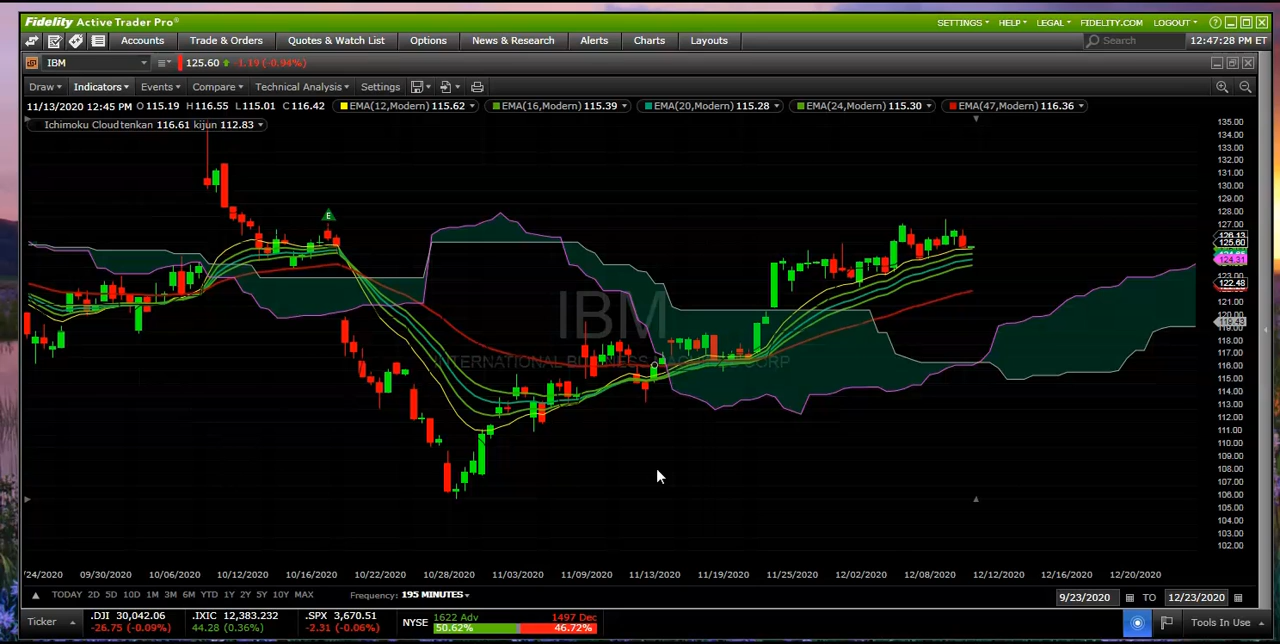 Fidelity Active Trader Pro® SETTINGS HELP LEGAL FIDELITY.COM LOGOUT
Accounts Trade & Orders Quotes & Watch List Options News & Research Alerts Charts Layouts Search 12:47:28 PM ET
IBM 125.60 -1.19 (-0.94%)
Draw Indicators Events Compare Technical Analysis Settings
11/13/2020 12:45 PM O 115.19 H 116.55 L 115.01 C 116.42 EMA(12,Modern) 115.62 EMA(16,Modern) 115.39 EMA(20,Modern) 115.28 EMA(24,Modern) 115.30 EMA(47,Modern) 116.36
Ichimoku Cloud tenkan 116.61 kijun 112.83
135.00
134.00
133.00
132.00
131.00
130.00
129.00
128.00
127.00
126.13
125.60
124.31
123.00
122.48
121.00
120.00
119.43
118.00
117.00
116.00
115.00
114.00
113.00
112.00
111.00
110.00
109.00
108.00
107.00
106.00
105.00
104.00
103.00
102.00
E
IBM
INTERNATIONAL BUSINESS MACHINES CORP
/24/2020 09/30/2020 10/06/2020 10/12/2020 10/16/2020 10/22/2020 10/28/2020 11/03/2020 11/09/2020 11/13/2020 11/19/2020 11/25/2020 12/02/2020 12/08/2020 12/12/2020 12/16/2020 12/20/2020
TODAY 2D 5D 10D 1M 3M 6M YTD 1Y 2Y 5Y 10Y MAX Frequency: 195 MINUTES 9/23/2020 TO 12/23/2020
Ticker .DJI 30,042.06 .IXIC 12,383.232 .SPX 3,670.51 NYSE 1622 Adv 1497 Dec Tools In Use
-26.75 (-0.09%) 44.28 (0.36%) -2.31 (-0.06%) 50.62% 46.72%